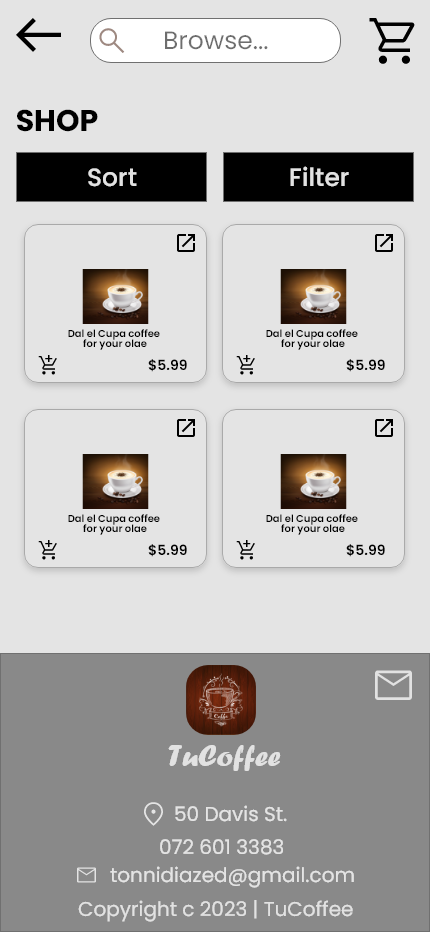 Browse...
SHOP
Sort
Filter
Dal el Cupa coffee
for your olae
$5.99
Dal el Cupa coffee
for your olae
$5.99
Dal el Cupa coffee
for your olae
$5.99
Dal el Cupa coffee
for your olae
$5.99
TuCoffee
50 Davis St.
072 601 3383
tonnidiazed@gmail.com
Copyright c 2023 | TuCoffee